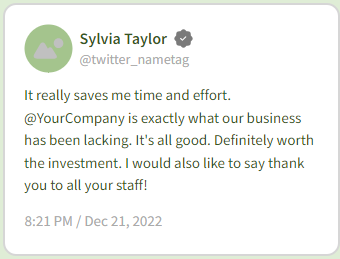 Sylvia Taylor
@twitter_nametag
It really saves me time and effort.
@YourCompany is exactly what our business
has been lacking. It's all good. Definitely worth
the investment. I would also like to say thank
you to all your staff!
8:21 PM / Dec 21, 2022